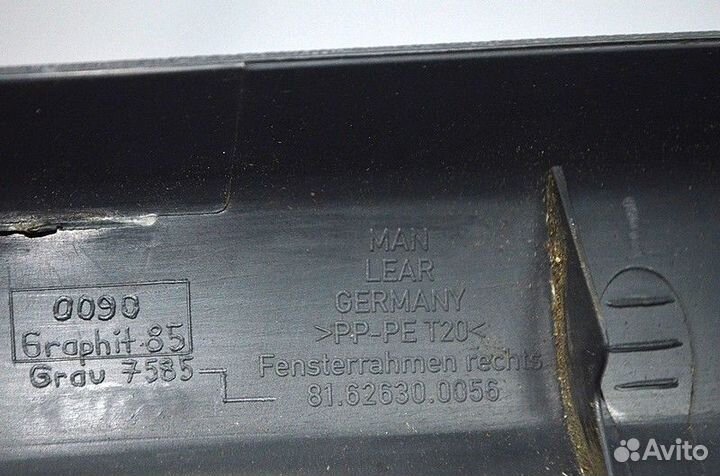 MAN
LEAR
GERMANY
>PP-PE T20<
Fensterrahmen rechts
81.62630.0056
0090
Graphit 85
Grau 7585
Avito